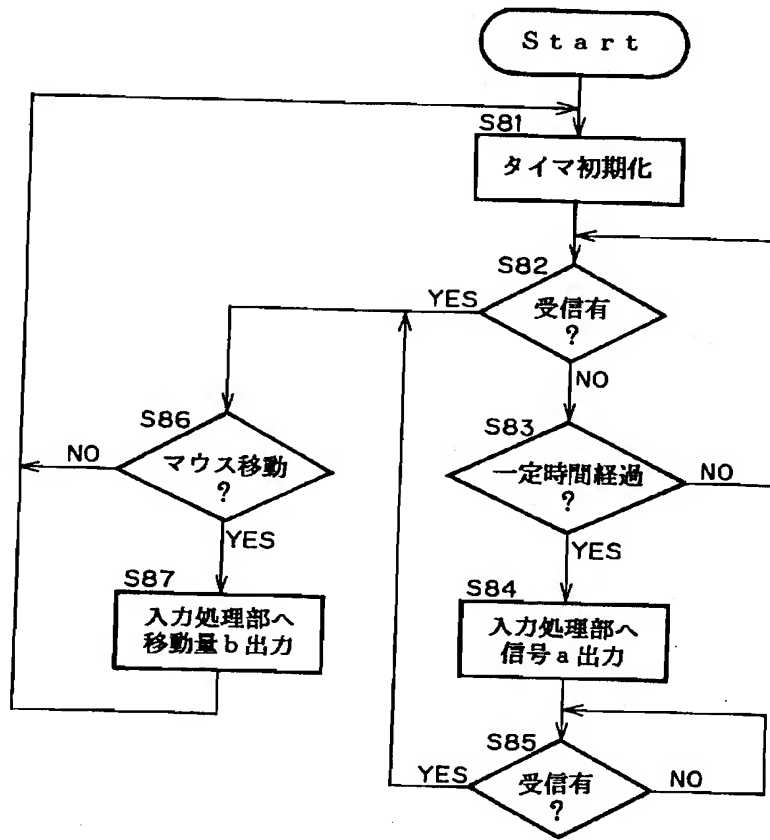 Start
S81
タイマ初期化
S82
YES
受信有
?
NO
S86
S83
NO
マウス移動
?
一定時間経過
?
NO
YES
YES
S87
S84
入力処理部へ
移動量b出力
入力処理部へ
信号a出力
S85
YES
受信有
?
NO